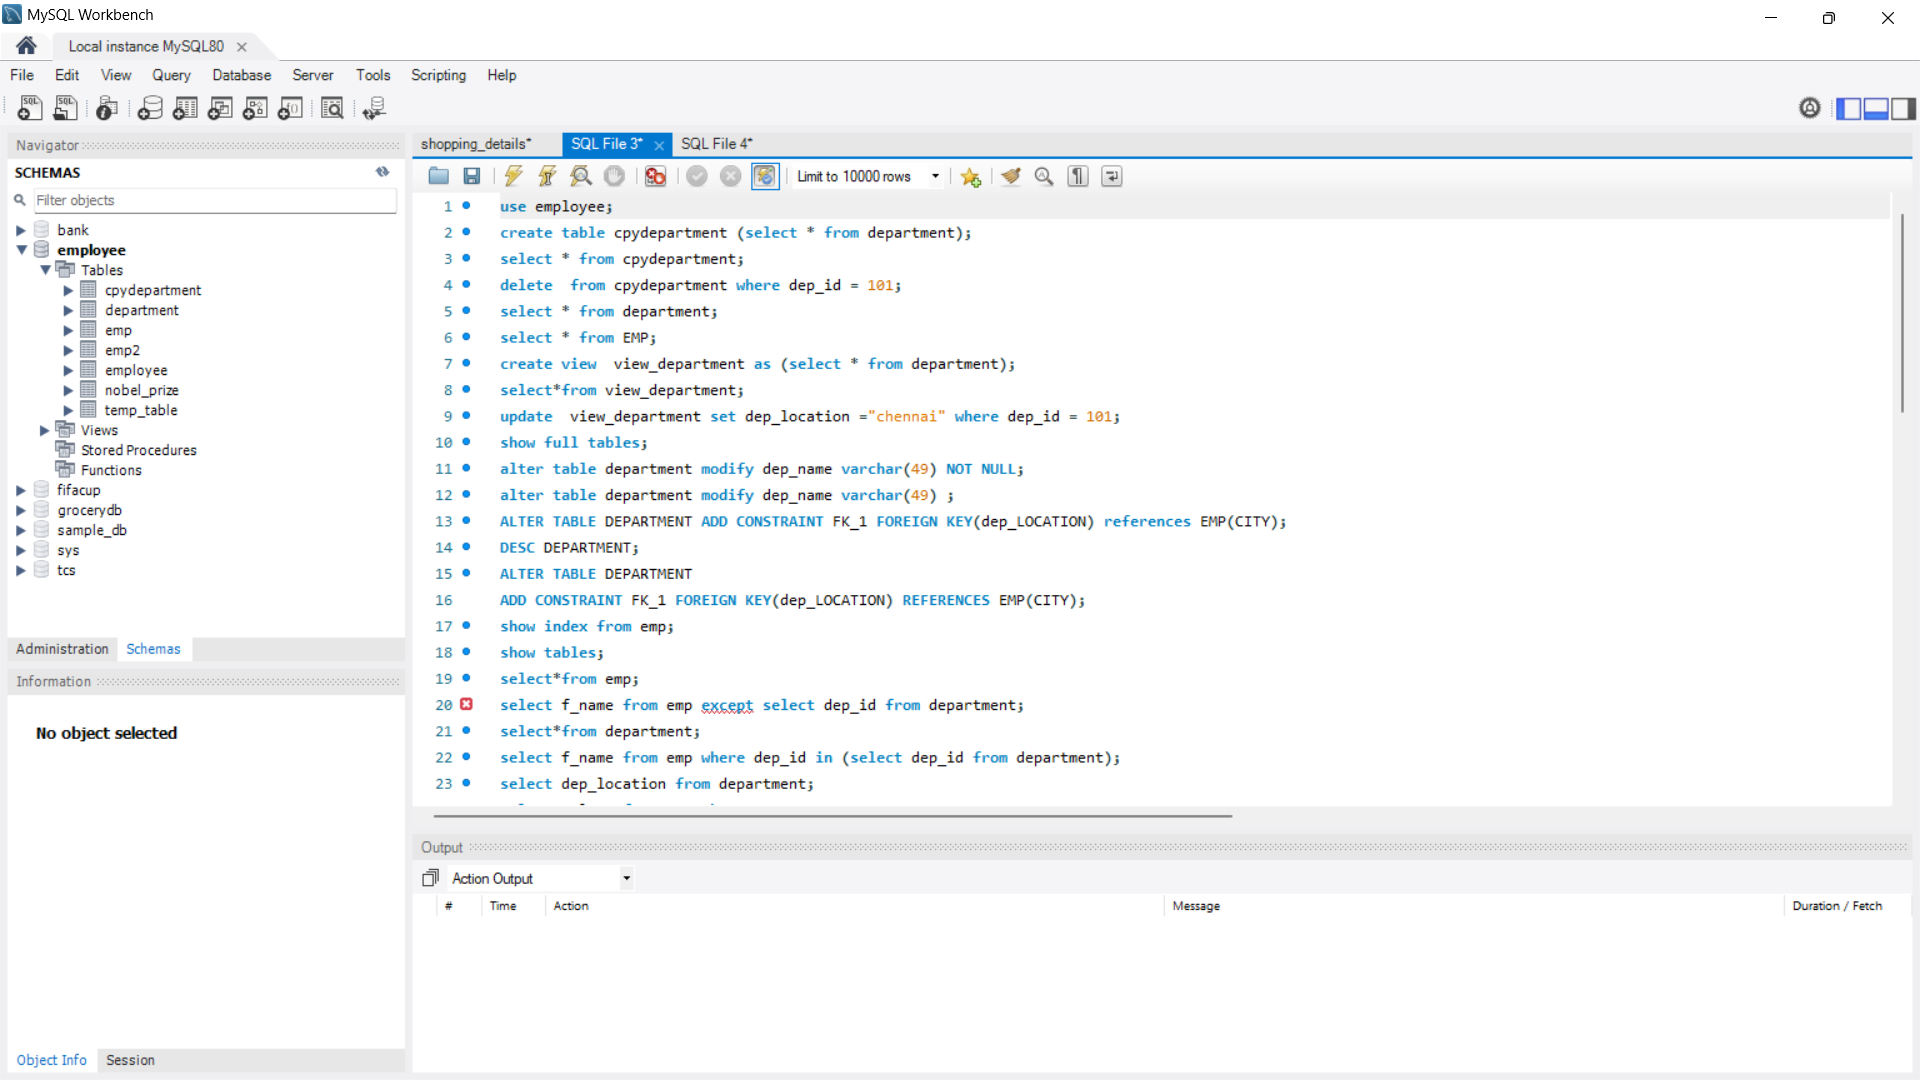 MySQL Workbench
Local instance MySQL80
File Edit View Query Database Server Tools Scripting Help
Navigator
SCHEMAS
Filter objects
bank
employee
Tables
cpydepartment
department
emp
emp2
employee
nobel_prize
temp_table
Views
Stored Procedures
Functions
fifacup
grocerydb
sample_db
sys
tcs
Administration Schemas
Information
No object selected
Object Info Session
shopping_details* SQL File 3* SQL File 4*
Limit to 10000 rows
1 use employee;
2 create table cpydepartment (select * from department);
3 select * from cpydepartment;
4 delete  from cpydepartment where dep_id = 101;
5 select * from department;
6 select * from EMP;
7 create view  view_department as (select * from department);
8 select*from view_department;
9 update  view_department set dep_location ="chennai" where dep_id = 101;
10 show full tables;
11 alter table department modify dep_name varchar(49) NOT NULL;
12 alter table department modify dep_name varchar(49) ;
13 ALTER TABLE DEPARTMENT ADD CONSTRAINT FK_1 FOREIGN KEY(dep_LOCATION) references EMP(CITY);
14 DESC DEPARTMENT;
15 ALTER TABLE DEPARTMENT
16 ADD CONSTRAINT FK_1 FOREIGN KEY(dep_LOCATION) REFERENCES EMP(CITY);
17 show index from emp;
18 show tables;
19 select*from emp;
20 select f_name from emp except select dep_id from department;
21 select*from department;
22 select f_name from emp where dep_id in (select dep_id from department);
23 select dep_location from department;
Output
Action Output
# Time Action Message Duration / Fetch